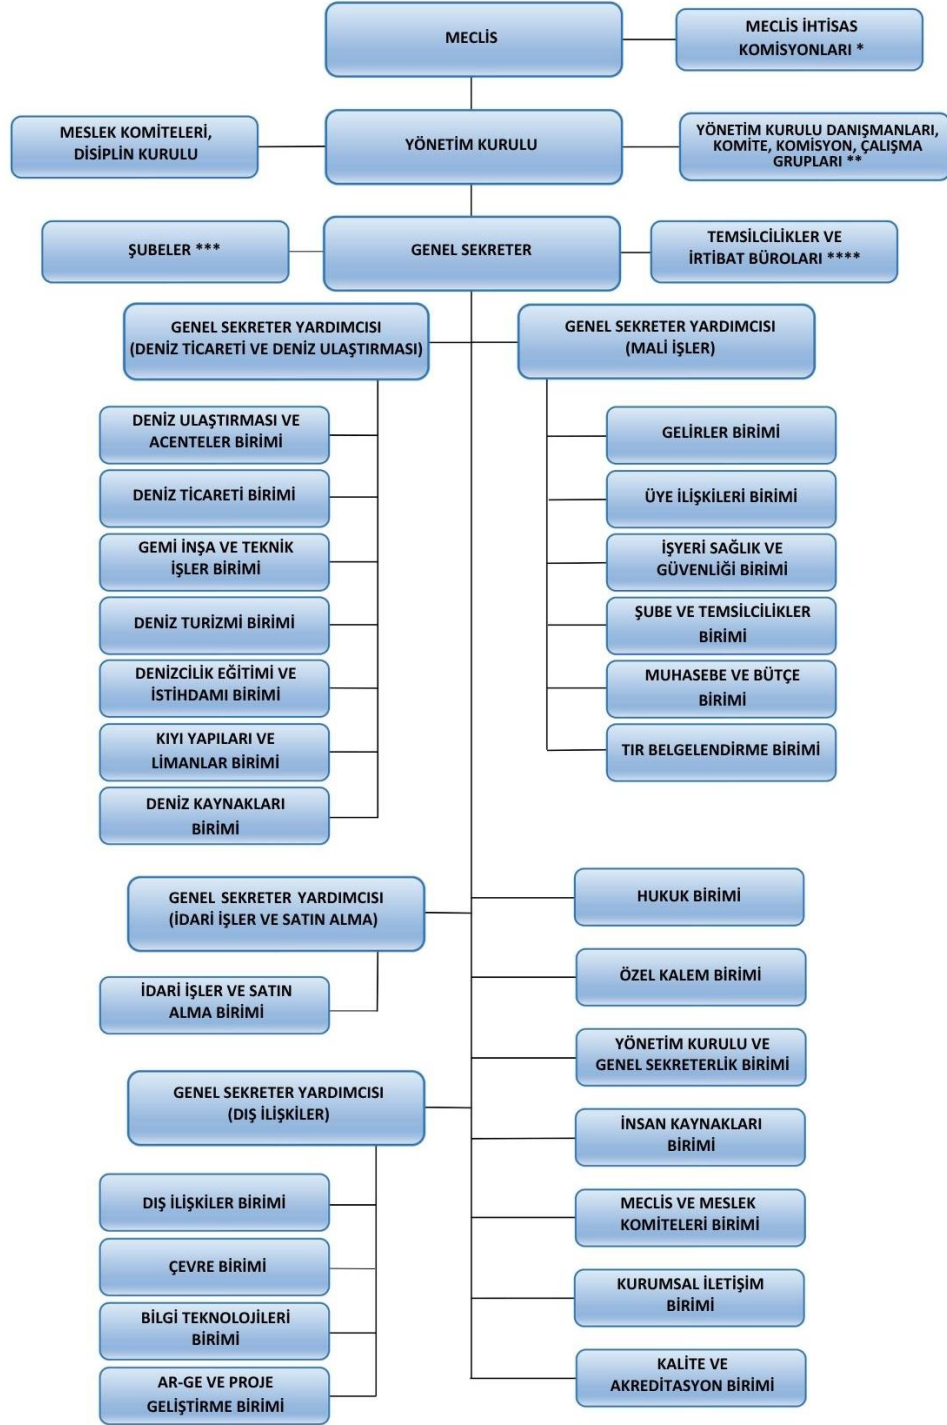 MECLİS
MECLİS İHTİSAS
KOMİSYONLARI *
MESLEK KOMİTELERİ,
DİSİPLİN KURULU
YÖNETİM KURULU
YÖNETİM KURULU DANIŞMANLARI,
KOMİTE, KOMİSYON, ÇALIŞMA
GRUPLARI **
ŞUBELER ***
GENEL SEKRETER
TEMSİLCİLİKLER VE
İRTİBAT BÜROLARI ****
GENEL SEKRETER YARDIMCISI
(DENİZ TİCARETİ VE DENİZ ULAŞTIRMASI)
DENİZ ULAŞTIRMASI VE
ACENTELER BİRİMİ
DENİZ TİCARETİ BİRİMİ
GEMİ İNŞA VE TEKNİK
İŞLER BİRİMİ
DENİZ TURİZMİ BİRİMİ
DENİZCİLİK EĞİTİMİ VE
İSTİHDAMI BİRİMİ
KIYI YAPILARI VE
LİMANLAR BİRİMİ
DENİZ KAYNAKLARI
BİRİMİ
GENEL SEKRETER YARDIMCISI
(MALİ İŞLER)
GELİRLER BİRİMİ
ÜYE İLİŞKİLERİ BİRİMİ
İŞYERİ SAĞLIK VE
GÜVENLİĞİ BİRİMİ
ŞUBE VE TEMSİLCİLİKLER
BİRİMİ
MUHASEBE VE BÜTÇE
BİRİMİ
TIR BELGELENDİRME BİRİMİ
GENEL SEKRETER YARDIMCISI
(İDARİ İŞLER VE SATIN ALMA)
İDARİ İŞLER VE SATIN
ALMA BİRİMİ
GENEL SEKRETER YARDIMCISI
(DIŞ İLİŞKİLER)
DIŞ İLİŞKİLER BİRİMİ
ÇEVRE BİRİMİ
BİLGİ TEKNOLOJİLERİ
BİRİMİ
AR-GE VE PROJE
GELİŞTİRME BİRİMİ
HUKUK BİRİMİ
ÖZEL KALEM BİRİMİ
YÖNETİM KURULU VE
GENEL SEKRETERLİK BİRİMİ
İNSAN KAYNAKLARI
BİRİMİ
MECLİS VE MESLEK
KOMİTELERİ BİRİMİ
KURUMSAL İLETİŞİM
BİRİMİ
KALİTE VE
AKREDİTASYON BİRİMİ